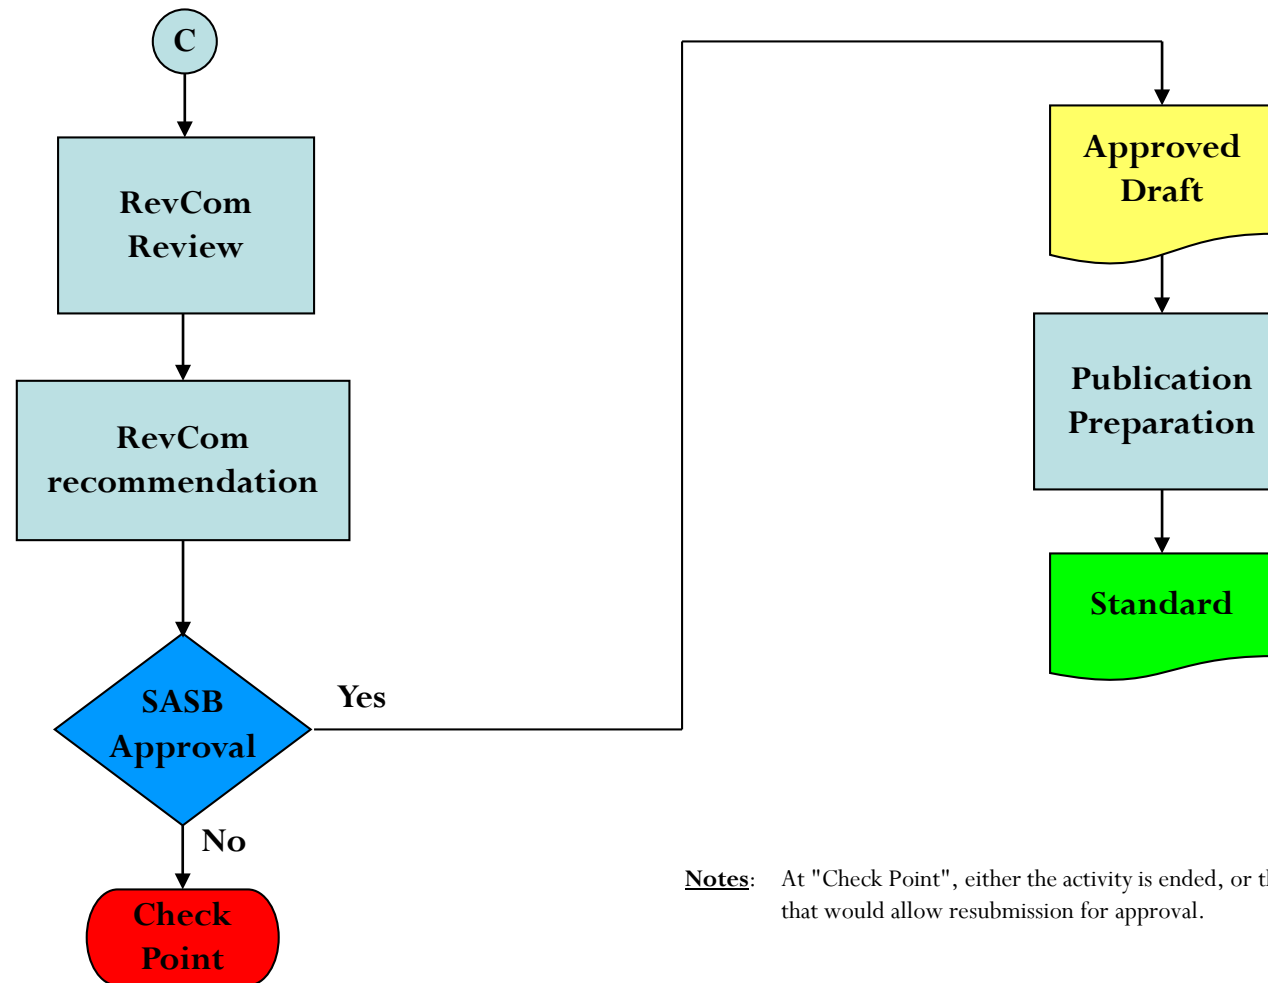 C
RevCom
Review
RevCom
recommendation
SASB
Approval
Yes
No
Check
Point
Approved
Draft
Publication
Preparation
Standard
Notes: At "Check Point", either the activity is ended, or
that would allow resubmission for approval.